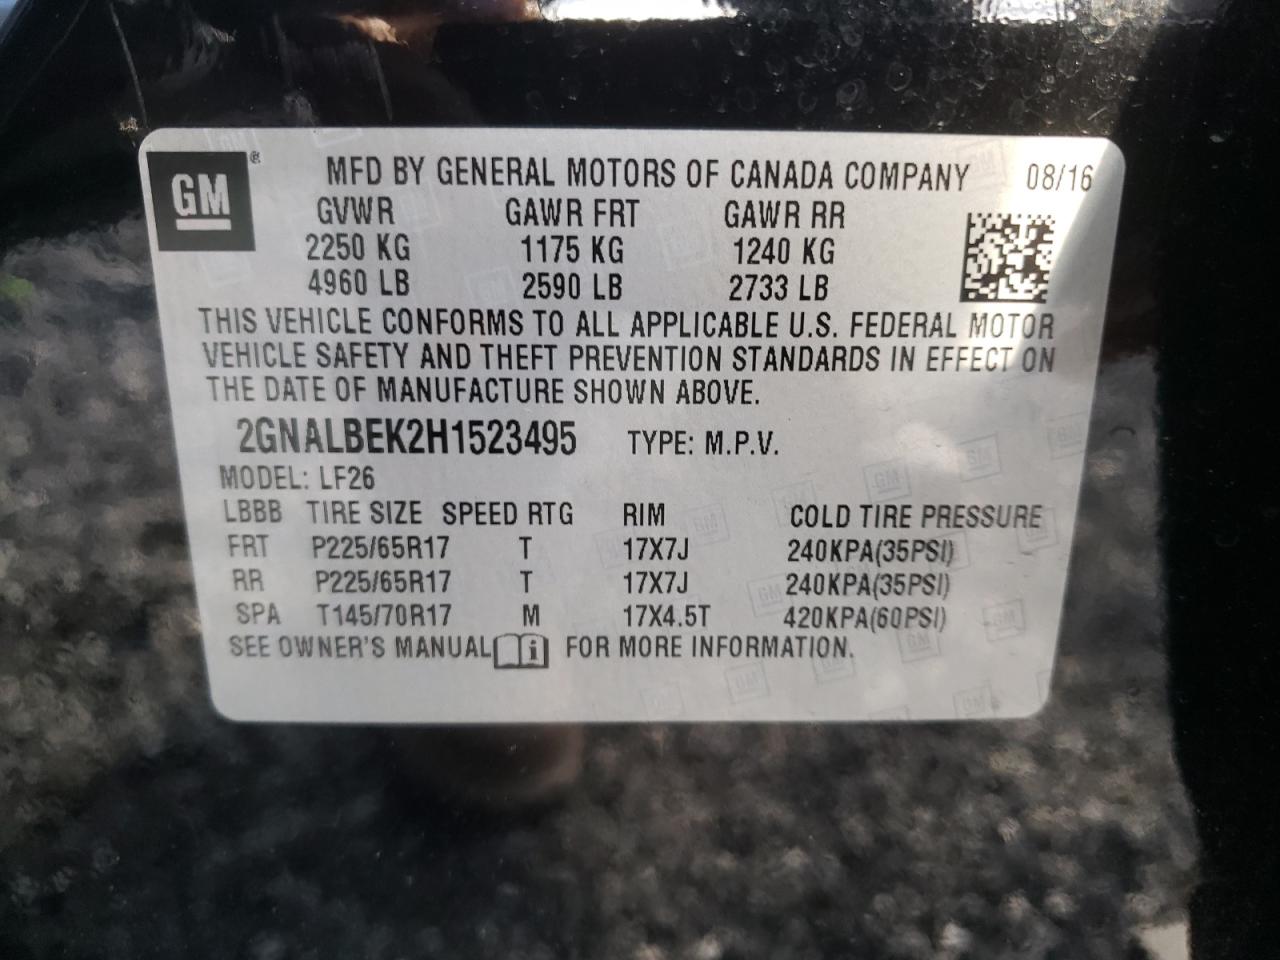 GM ® MFD BY GENERAL MOTORS OF CANADA COMPANY 08/16
GVWR GAWR FRT GAWR RR
2250 KG 1175 KG 1240 KG
4960 LB 2590 LB 2733 LB
THIS VEHICLE CONFORMS TO ALL APPLICABLE U.S. FEDERAL MOTOR
VEHICLE SAFETY AND THEFT PREVENTION STANDARDS IN EFFECT ON
THE DATE OF MANUFACTURE SHOWN ABOVE.
2GNALBEK2H1523495 TYPE: M.P.V.
MODEL: LF26
LBBB TIRE SIZE SPEED RTG RIM COLD TIRE PRESSURE
FRT P225/65R17 T 17X7J 240KPA(35PSI)
RR P225/65R17 T 17X7J 240KPA(35PSI)
SPA T145/70R17 M 17X4.5T 420KPA(60PSI)
SEE OWNER'S MANUAL i FOR MORE INFORMATION.